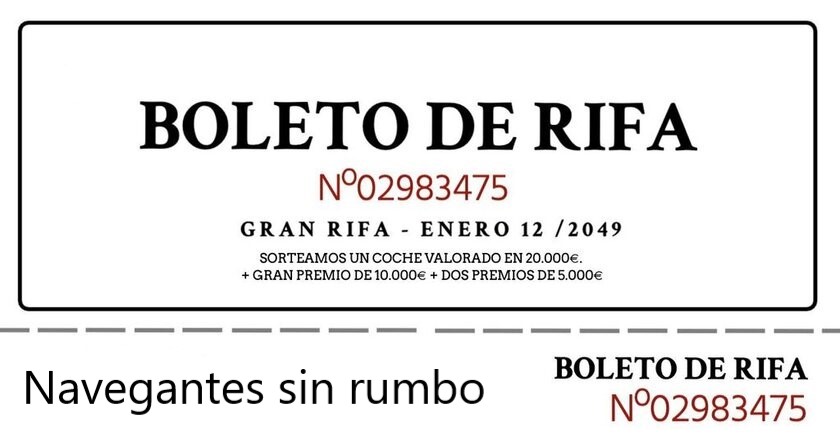 BOLETO DE RIFA
Nº02983475
GRAN RIFA - ENERO 12 /2049
SORTEAMOS UN COCHE VALORADO EN 20.000€.
+ GRAN PREMIO DE 10.000€ + DOS PREMIOS DE 5.000€
Navegantes sin rumbo
BOLETO DE RIFA
Nº02983475